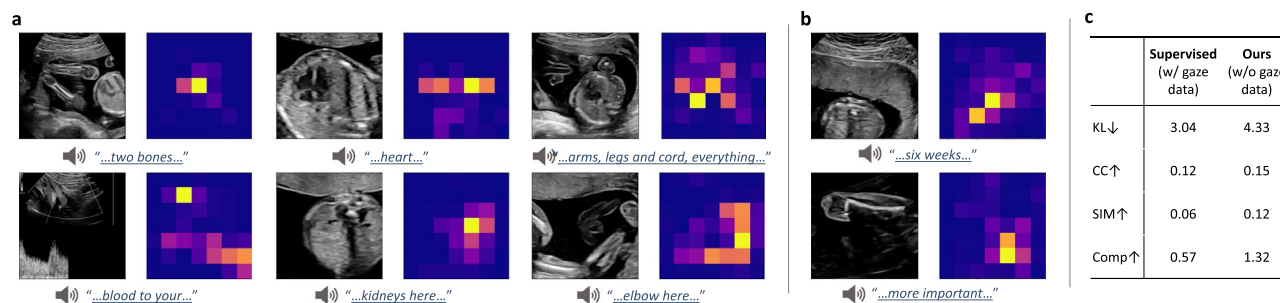 a
"...two bones..."
"...heart..."
"...arms, legs and cord, everything..."
"...blood to your..."
"...kidneys here..."
"...elbow here..."
b
"...six weeks..."
"...more important..."
c
Supervised Ours
(w/ gaze (w/o gaze
data) data)
KL↓ 3.04 4.33
CC↑ 0.12 0.15
SIM↑ 0.06 0.12
Comp↑ 0.57 1.32